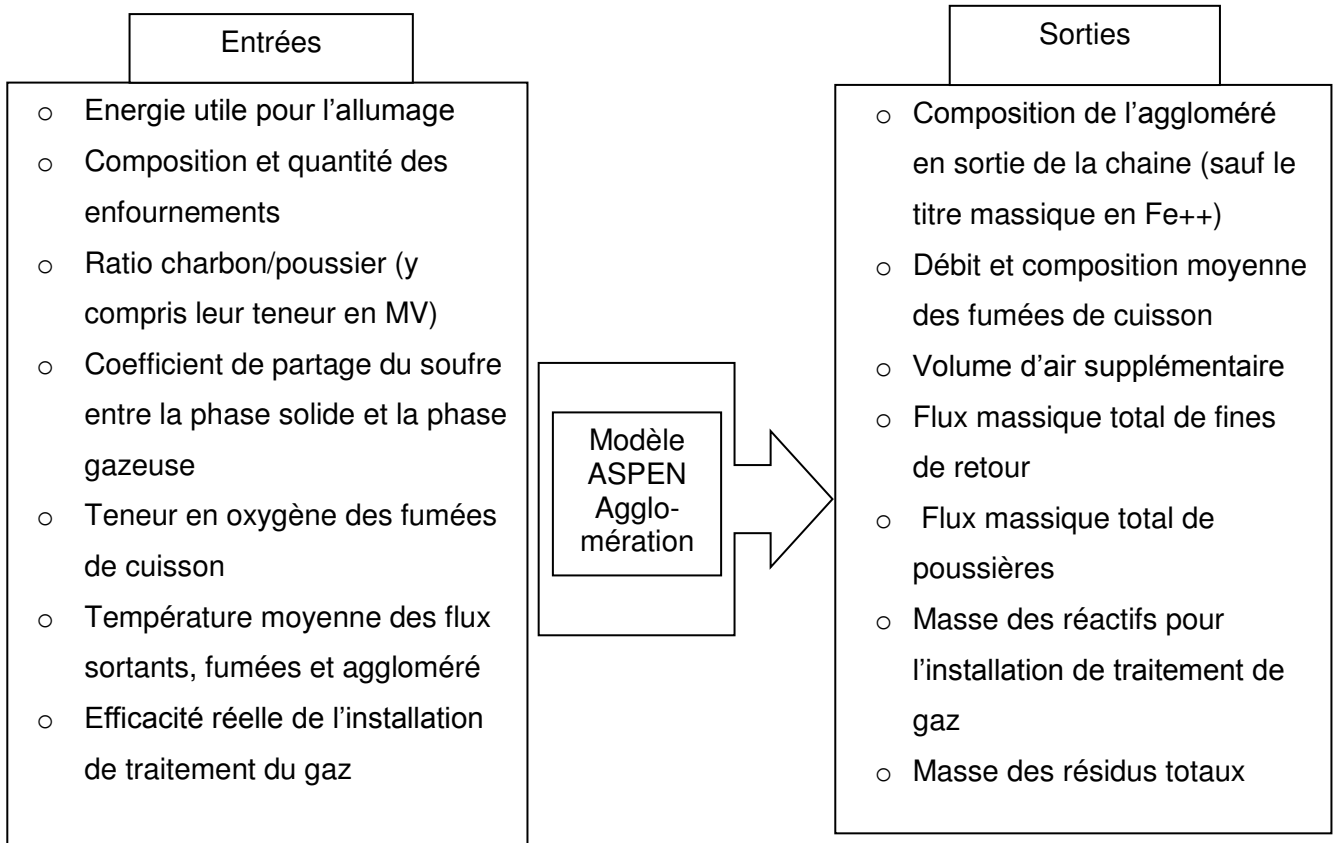 Entrées
o Energie utile pour l'allumage
o Composition et quantité des
enfournements
o Ratio charbon/poussier (y
compris leur teneur en MV)
o Coefficient de partage du soufre
entre la phase solide et la phase
gazeuse
o Teneur en oxygène des fumées
de cuisson
o Température moyenne des flux
sortants, fumées et aggloméré
o Efficacité réelle de l'installation
de traitement du gaz
Modèle
ASPEN
Agglo-
mération
Sorties
o Composition de l'aggloméré
en sortie de la chaine (sauf le
titre massique en Fe++)
o Débit et composition moyenne
des fumées de cuisson
o Volume d'air supplémentaire
o Flux massique total de fines
de retour
o Flux massique total de
poussières
o Masse des réactifs pour
l'installation de traitement de
gaz
o Masse des résidus totaux